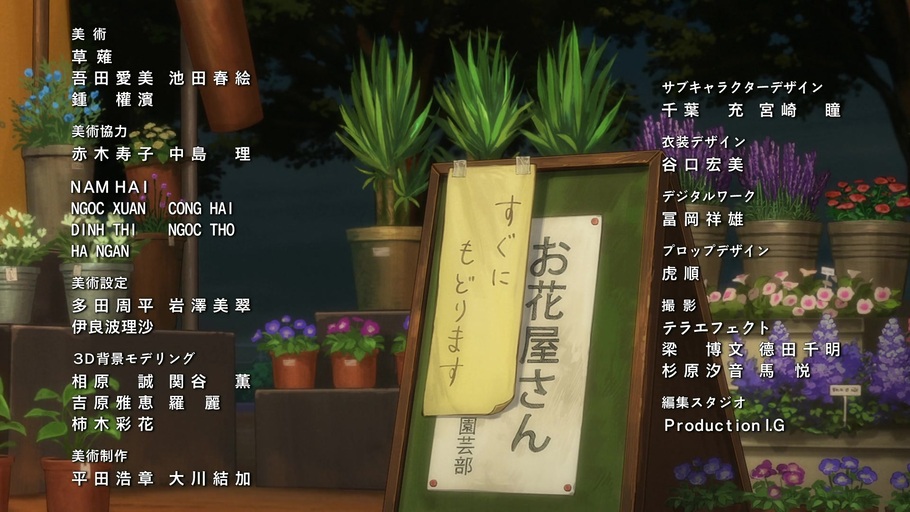 美術
草薙
吾田愛美 池田春絵
鍾 權濱
美術協力
赤木寿子 中島 理
NAM HAI
NGOC XUAN CONG HAI
DINH THI NGOC THO
HA NGAN
美術設定
多田周平 岩澤美翠
伊良波理沙
3D背景モデリング
相原 誠 関谷 薫
吉原雅恵 羅 麗
柿木彩花
美術制作
平田浩章 大川結加
すぐに
もどります
お花屋さん
園芸部
サブキャラクターデザイン
千葉 充 宮崎 瞳
衣装デザイン
谷口宏美
デジタルワーク
冨岡祥雄
プロップデザイン
虎順
撮影
テラエフェクト
梁 博文 德田千明
杉原汐音 馬 悦
編集スタジオ
Production I.G